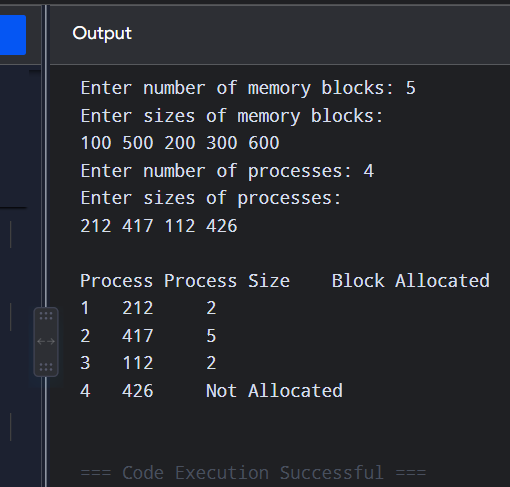 Output
Enter number of memory blocks: 5
Enter sizes of memory blocks:
100 500 200 300 600
Enter number of processes: 4
Enter sizes of processes:
212 417 112 426
Process Process Size    Block Allocated
1   212     2
2   417     5
3   112     2
4   426     Not Allocated
=== Code Execution Successful ===